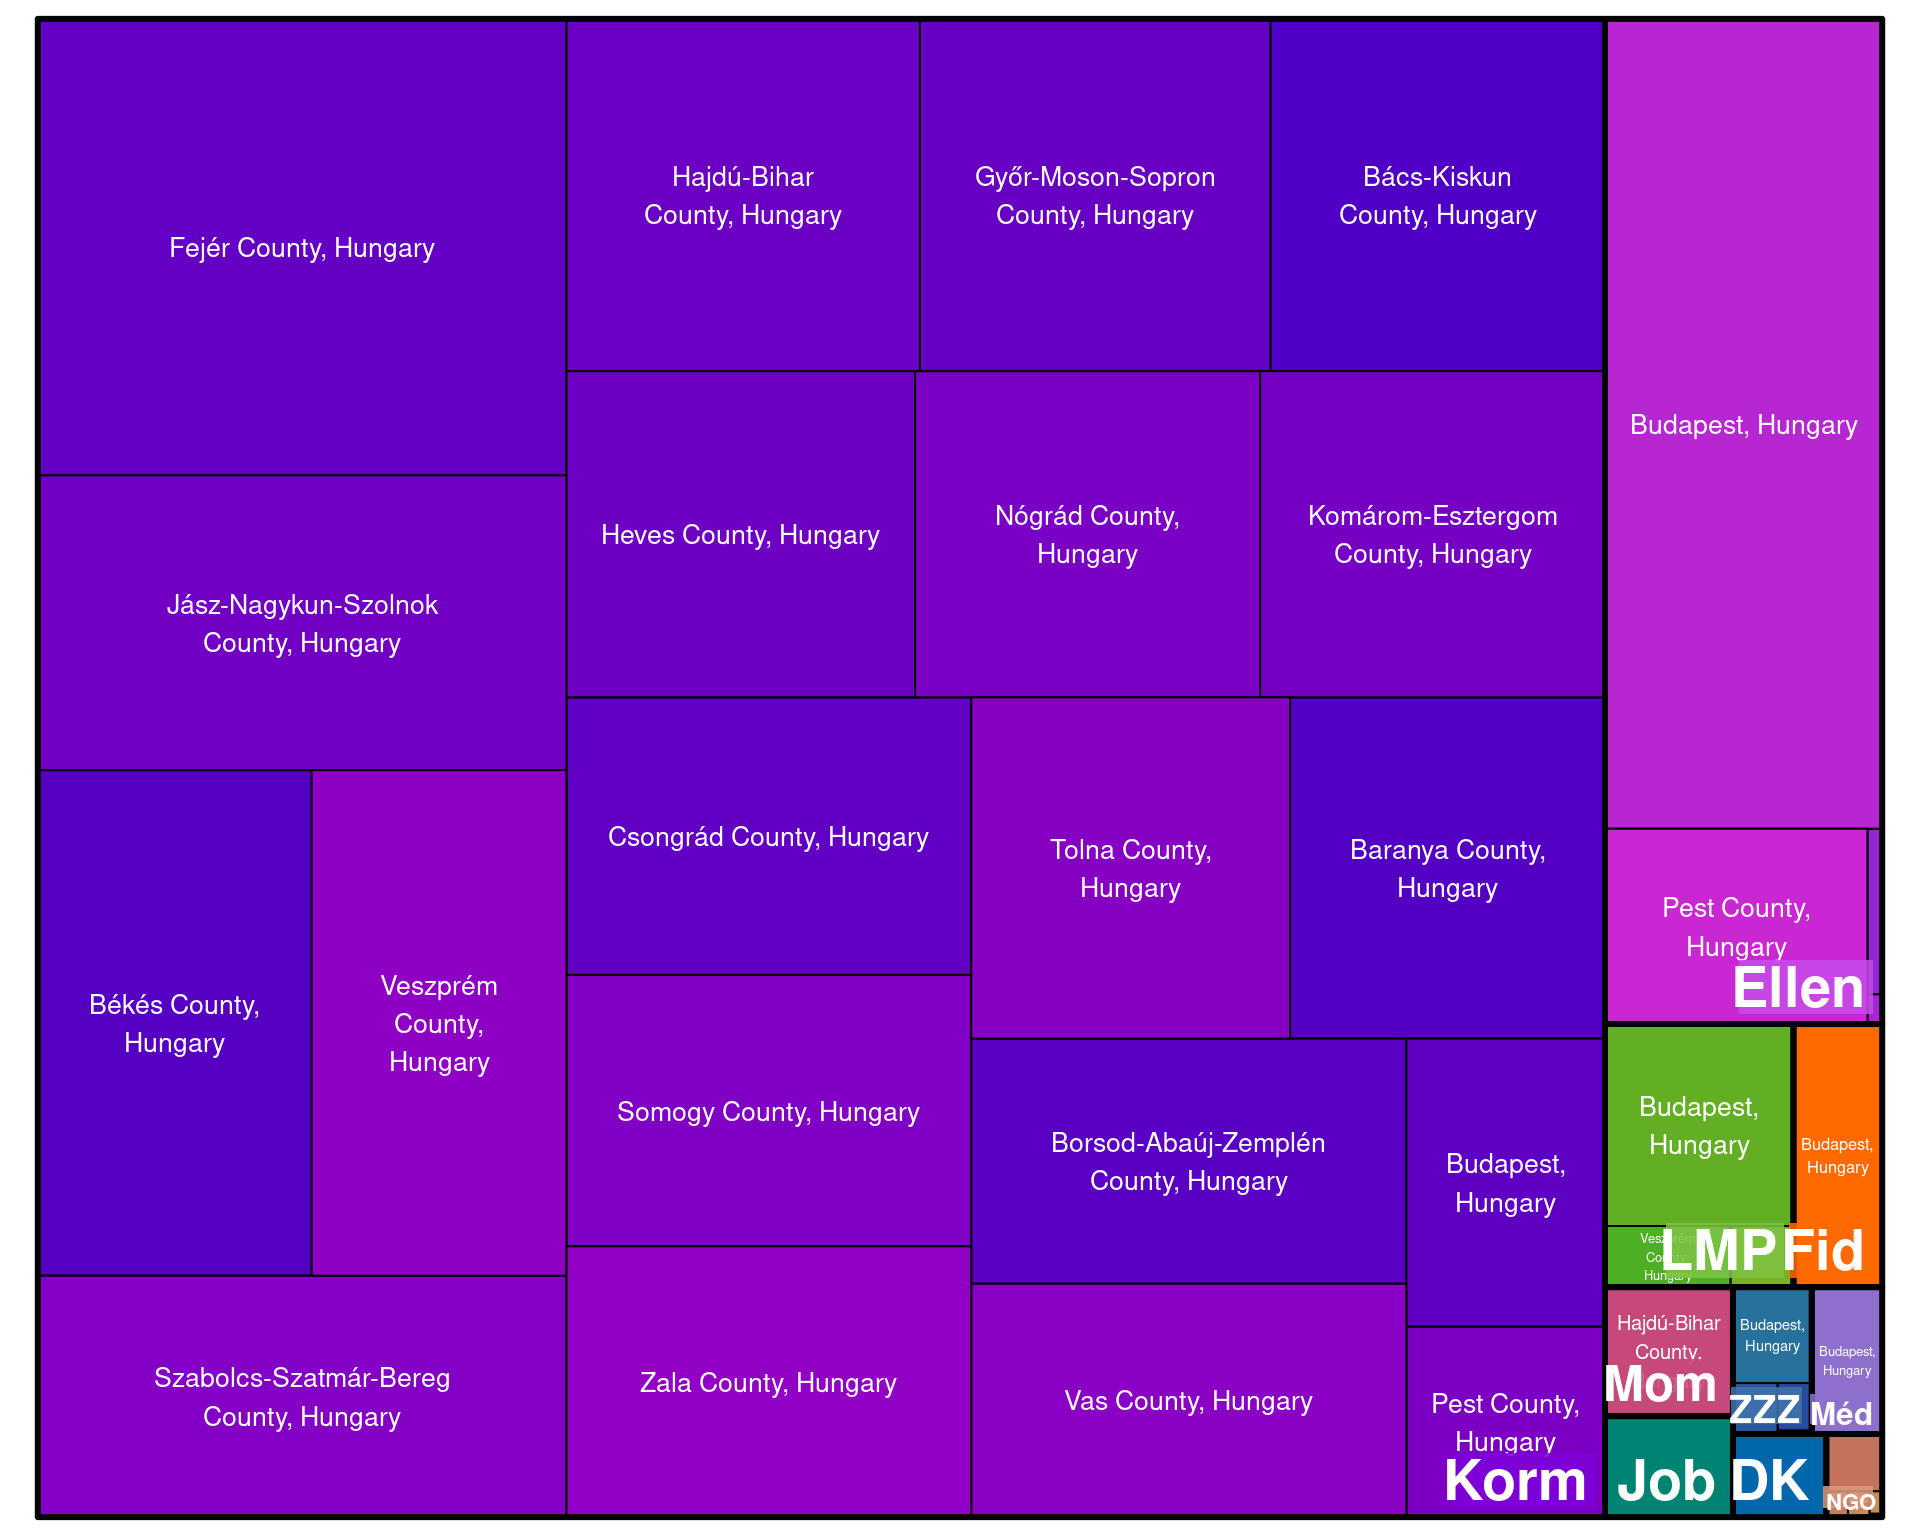 Fejér County, Hungary
Hajdú-Bihar
County, Hungary
Győr-Moson-Sopron
County, Hungary
Bács-Kiskun
County, Hungary
Budapest, Hungary
Jász-Nagykun-Szolnok
County, Hungary
Heves County, Hungary
Nógrád County,
Hungary
Komárom-Esztergom
County, Hungary
Békés County,
Hungary
Veszprém
County,
Hungary
Csongrád County, Hungary
Tolna County,
Hungary
Baranya County,
Hungary
Pest County,
Hungary
Ellen
Somogy County, Hungary
Borsod-Abaúj-Zemplén
County, Hungary
Budapest,
Hungary
Budapest,
Hungary
Budapest,
Hungary
Veszprém
County,
Hungary
LMP
Fid
Szabolcs-Szatmár-Bereg
County, Hungary
Zala County, Hungary
Vas County, Hungary
Pest County,
Hungary
Korm
Hajdú-Bihar
County,
Mom
Budapest,
Hungary
ZZZ
Budapest,
Hungary
Méd
Job
DK
NGO